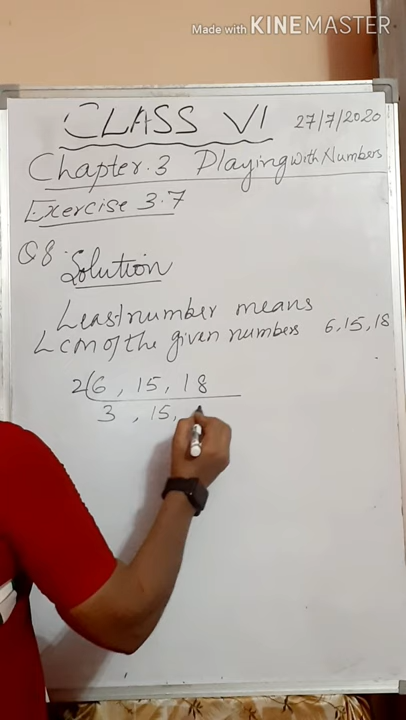 Made with KINEMASTER
CLASS VI 27/7/2020
Chapter.3 Playing with Numbers
Exercise 3.7
Q8
Solution
Least number means
LCM of the given numbers 6,15,18
2 6 , 15 , 18
3 , 15 ,